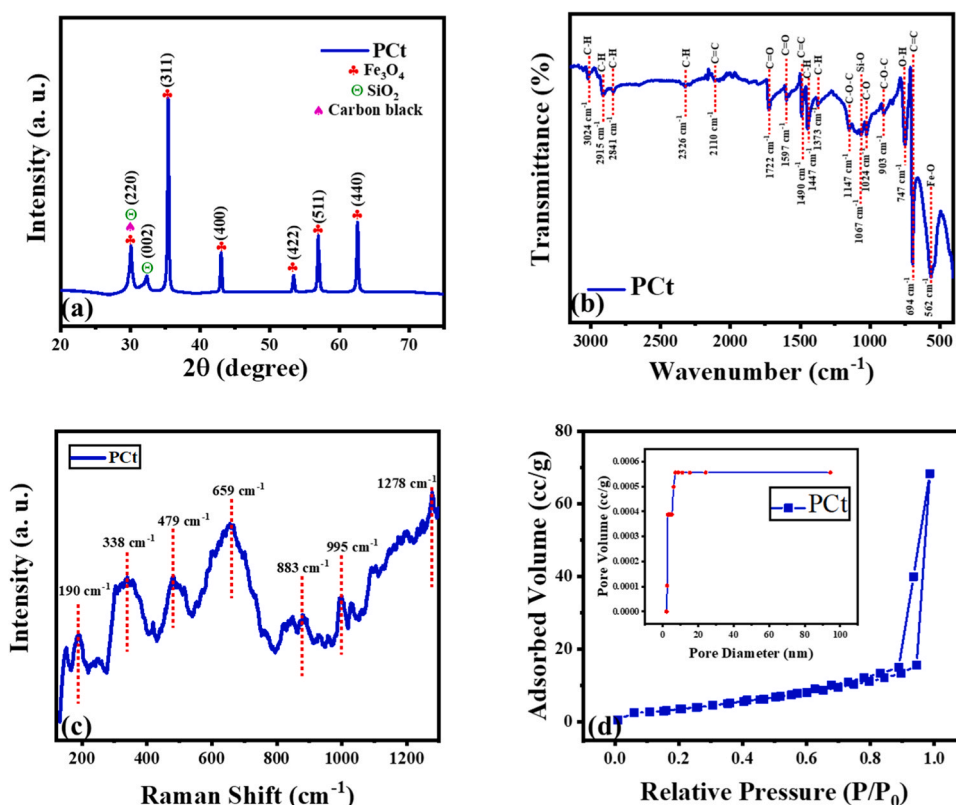 Intensity (a. u.)
PCt
♣ Fe₃O₄
Θ SiO₂
♠ Carbon black
(220)
(002)
(311)
(400)
(422)
(511)
(440)
(a)
20 30 40 50 60 70
2θ (degree)
Transmittance (%)
C-H
C-H
C-H
C-H
C=C
C=O
C=O
C=C
C-H
C-H
C-O-C
Si-O
C-O
C-O-C
O-H
C=C
Fe-O
3024 cm⁻¹
2915 cm⁻¹
2841 cm⁻¹
2326 cm⁻¹
2110 cm⁻¹
1722 cm⁻¹
1597 cm⁻¹
1490 cm⁻¹
1447 cm⁻¹
1373 cm⁻¹
1147 cm⁻¹
1067 cm⁻¹
1024 cm⁻¹
903 cm⁻¹
747 cm⁻¹
694 cm⁻¹
562 cm⁻¹
PCt
(b)
3000 2500 2000 1500 1000 500
Wavenumber (cm⁻¹)
Intensity (a. u.)
PCt
190 cm⁻¹
338 cm⁻¹
479 cm⁻¹
659 cm⁻¹
883 cm⁻¹
995 cm⁻¹
1278 cm⁻¹
(c)
200 400 600 800 1000 1200
Raman Shift (cm⁻¹)
Adsorbed Volume (cc/g)
80
60
40
20
0
Pore Volume (cc/g)
0.0006
0.0005
0.0004
0.0001
0.0000
0 20 40 60 80 100
Pore Diameter (nm)
PCt
(d)
0.0 0.2 0.4 0.6 0.8 1.0
Relative Pressure (P/P₀)